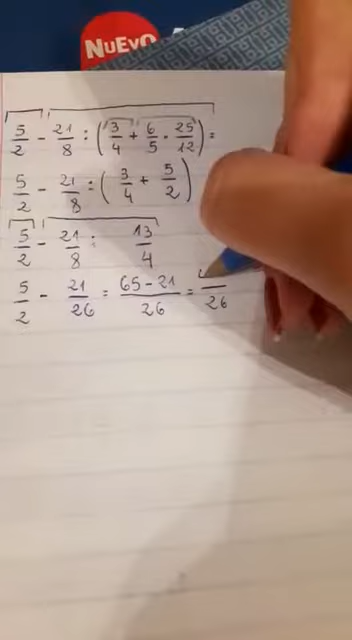 NUEVO
5/2 - 21/8 : (3/4 + 6/5 · 25/12) =
5/2 - 21/8 : (3/4 + 5/2)
5/2 - 21/8 : 13/4
5/2 - 21/26 = 65-21/26 = /26